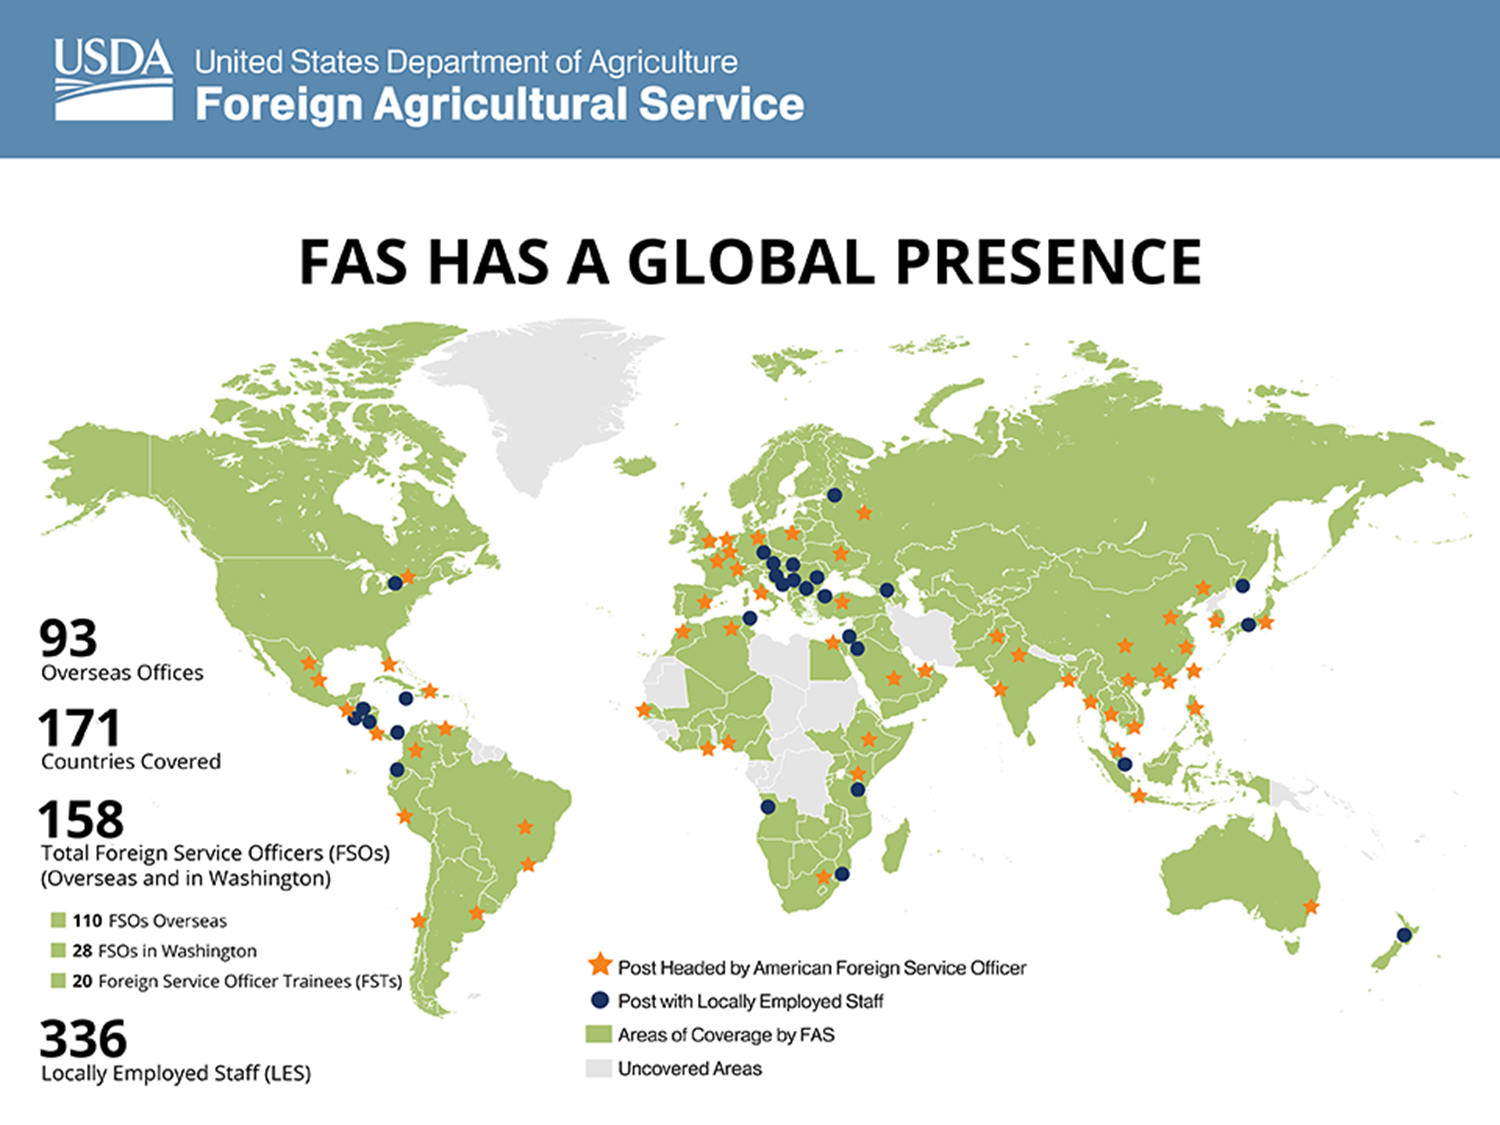 USDA
United States Department of Agriculture
Foreign Agricultural Service
FAS HAS A GLOBAL PRESENCE
93
Overseas Offices
171
Countries Covered
158
Total Foreign Service Officers (FSOs)
(Overseas and in Washington)
110 FSOs Overseas
28 FSOs in Washington
20 Foreign Service Officer Trainees (FSTs)
336
Locally Employed Staff (LES)
Post Headed by American Foreign Service Officer
Post with Locally Employed Staff
Areas of Coverage by FAS
Uncovered Areas